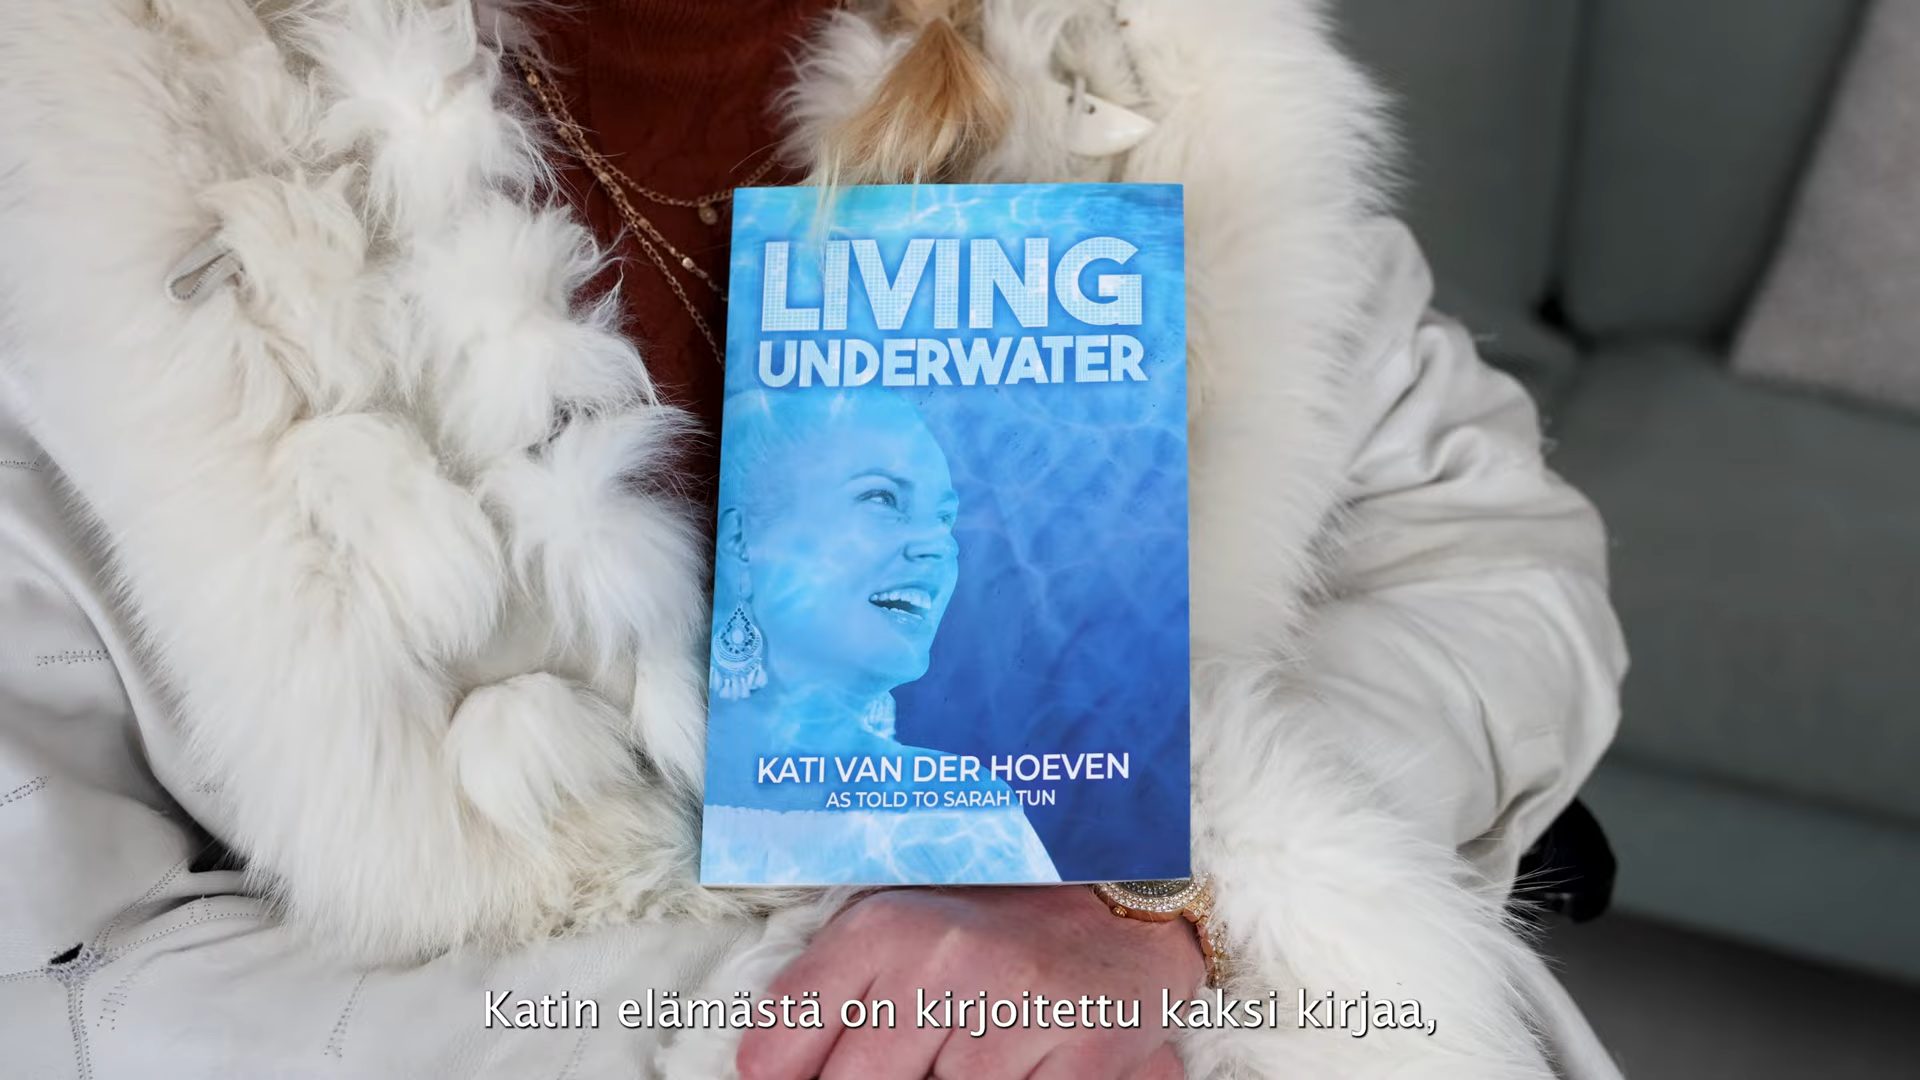 LIVING
UNDERWATER
KATI VAN DER HOEVEN
AS TOLD TO SARAH TUN
Katin elämästä on kirjoitettu kaksi kirjaa,